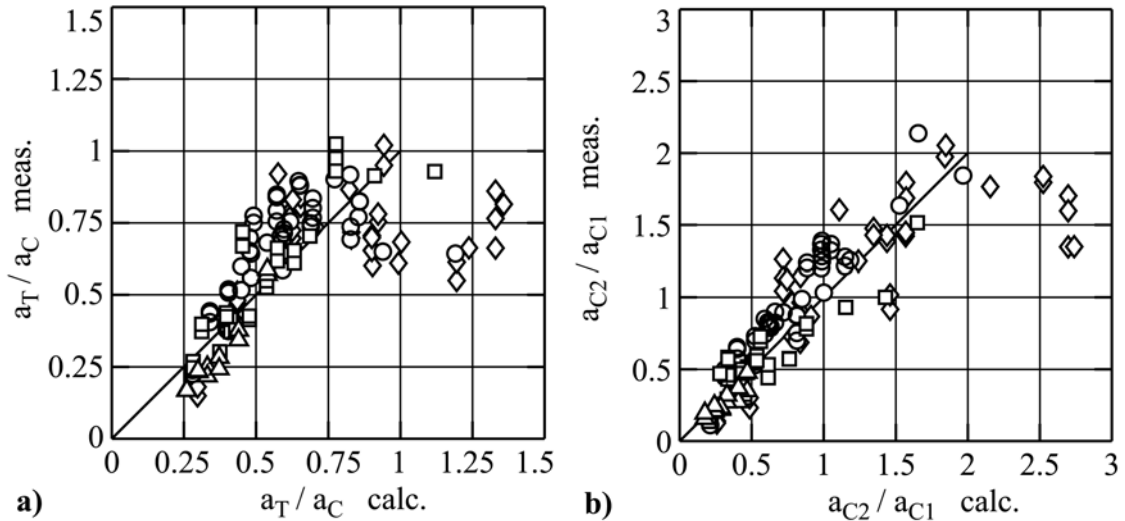 1.5
1.25
1
0.75
0.5
0.25
0
a_T / a_C meas.
0 0.25 0.5 0.75 1 1.25 1.5
a_T / a_C calc.
a)
3
2.5
2
1.5
1
0.5
0
a_C2 / a_C1 meas.
0 0.5 1 1.5 2 2.5 3
a_C2 / a_C1 calc.
b)